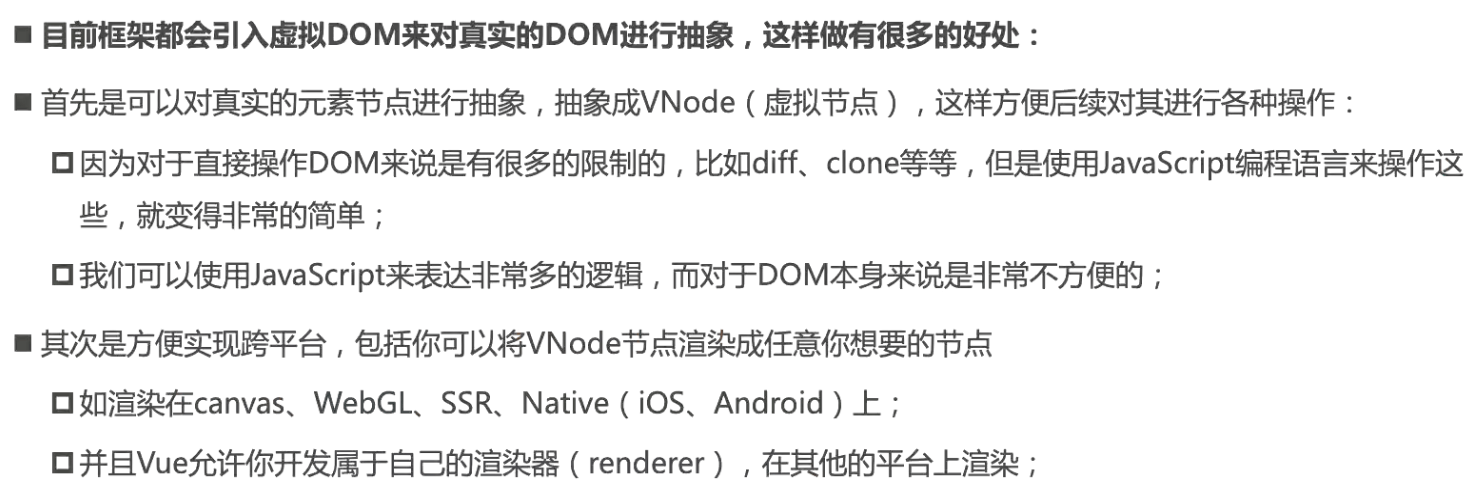 ■ 目前框架都会引入虚拟DOM来对真实的DOM进行抽象，这样做有很多的好处：
■ 首先是可以对真实的元素节点进行抽象，抽象成VNode（虚拟节点），这样方便后续对其进行各种操作：
□ 因为对于直接操作DOM来说是有很多的限制的，比如diff、clone等等，但是使用JavaScript编程语言来操作这
些，就变得非常的简单；
□ 我们可以使用JavaScript来表达非常多的逻辑，而对于DOM本身来说是非常不方便的；
■ 其次是方便实现跨平台，包括你可以将VNode节点渲染成任意你想要的节点
□ 如渲染在canvas、WebGL、SSR、Native（iOS、Android）上；
□ 并且Vue允许你开发属于自己的渲染器（renderer），在其他的平台上渲染；